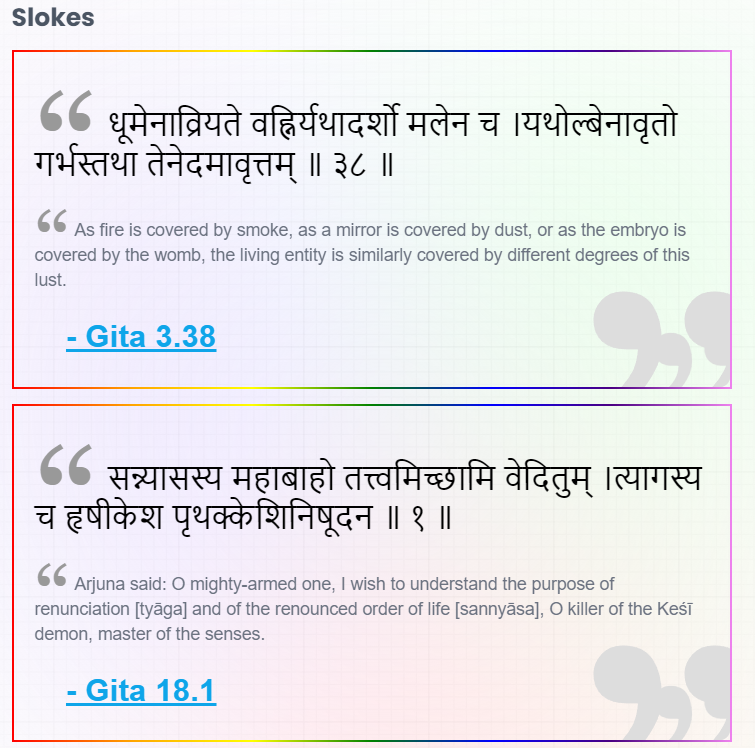 Slokes
“ धूमेनाव्रियते वह्निर्यथादर्शो मलेन च ।यथोल्बेनावृतो
गर्भस्तथा तेनेदमावृत्तम् ॥ ३८ ॥
“ As fire is covered by smoke, as a mirror is covered by dust, or as the embryo is
covered by the womb, the living entity is similarly covered by different degrees of this
lust.
- Gita 3.38
“ सन्न्यासस्य महाबाहो तत्त्वमिच्छामि वेदितुम् ।त्यागस्य
च हृषीकेश पृथक्केशिनिषूदन ॥ १ ॥
“ Arjuna said: O mighty-armed one, I wish to understand the purpose of
renunciation [tyāga] and of the renounced order of life [sannyāsa], O killer of the Keśī
demon, master of the senses.
- Gita 18.1